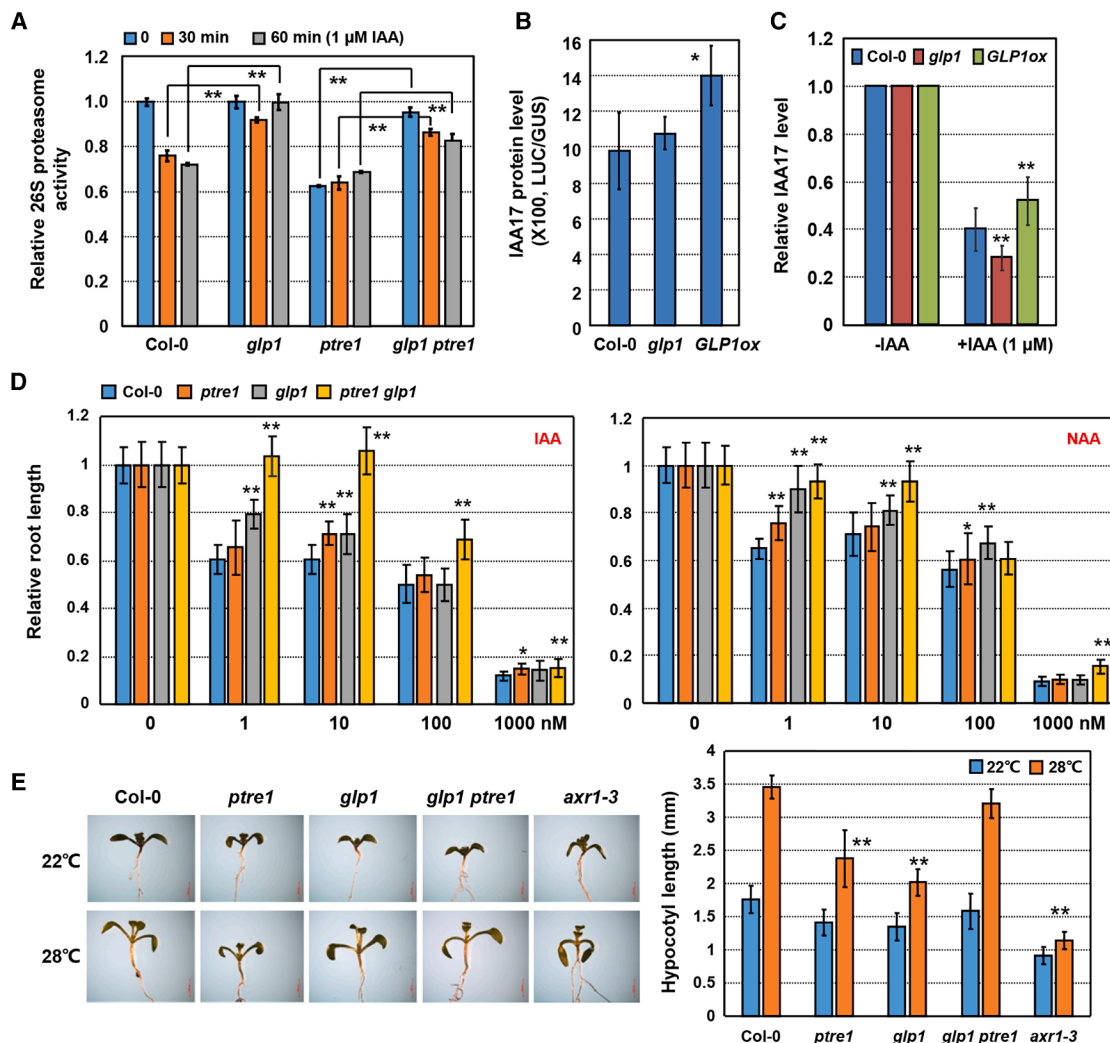 A
0 30 min 60 min (1 μM IAA)
Relative 26S proteasome
activity
1.2
1.0
0.8
0.6
0.4
0.2
0
** ** ** ** **
Col-0 glp1 ptre1 glp1 ptre1
B
IAA17 protein level
(X100, LUC/GUS)
16
14
12
10
8
6
4
2
0
*
Col-0 glp1 GLP1ox
C
Col-0 glp1 GLP1ox
Relative IAA17 level
1.2
1.0
0.8
0.6
0.4
0.2
0
** **
-IAA +IAA (1 μM)
D
Col-0 ptre1 glp1 ptre1 glp1
Relative root length
1.2
1
0.8
0.6
0.4
0.2
0
IAA
** ** ** ** ** ** * **
0 1 10 100 1000 nM
1.2
1
0.8
0.6
0.4
0.2
0
NAA
** ** ** ** ** * ** **
0 1 10 100 1000 nM
E
Col-0 ptre1 glp1 glp1 ptre1 axr1-3
22℃
28℃
22℃ 28℃
Hypocotyl length (mm)
4
3.5
3
2.5
2
1.5
1
0.5
0
** ** **
Col-0 ptre1 glp1 glp1 ptre1 axr1-3